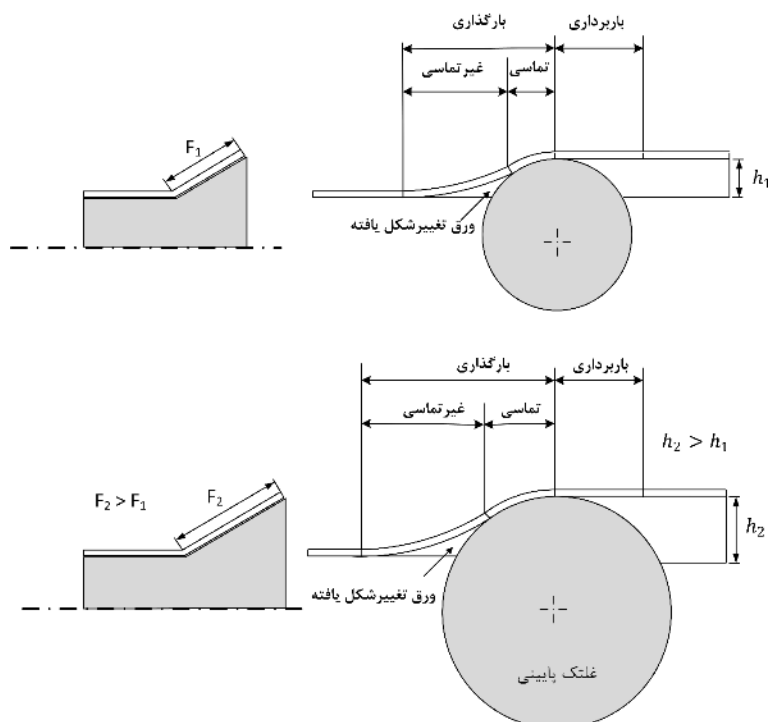 بارگذاری
باربرداری
غیرتماسی
تماسی
F₁
h₁
ورق تغییرشکل یافته
بارگذاری
باربرداری
غیرتماسی
تماسی
h₂ > h₁
F₂ > F₁
F₂
h₂
ورق تغییرشکل یافته
غلتک پایینی